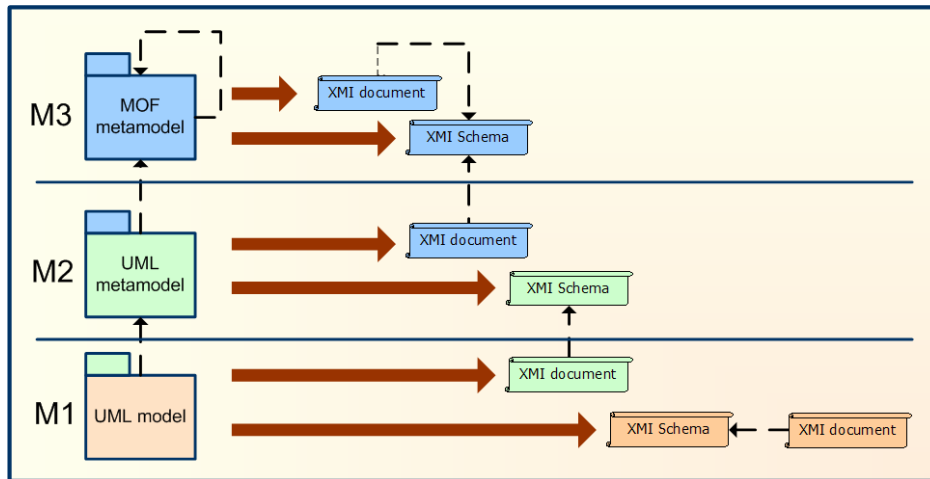 M3
MOF
metamodel
XMI document
XMI Schema
M2
UML
metamodel
XMI document
XMI Schema
M1
UML model
XMI document
XMI Schema
XMI document